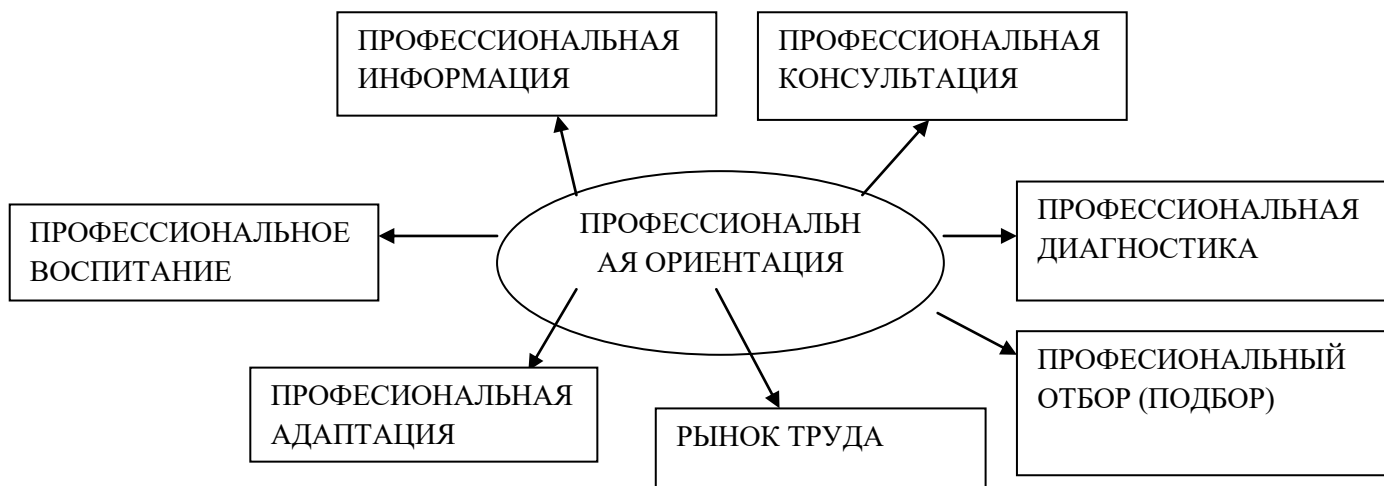 ПРОФЕССИОНАЛЬНАЯ
ИНФОРМАЦИЯ
ПРОФЕССИОНАЛЬНАЯ
КОНСУЛЬТАЦИЯ
ПРОФЕССИОНАЛЬНОЕ
ВОСПИТАНИЕ
ПРОФЕССИОНАЛЬН
АЯ ОРИЕНТАЦИЯ
ПРОФЕССИОНАЛЬНАЯ
ДИАГНОСТИКА
ПРОФЕСИОНАЛЬНАЯ
АДАПТАЦИЯ
РЫНОК ТРУДА
ПРОФЕСИОНАЛЬНЫЙ
ОТБОР (ПОДБОР)